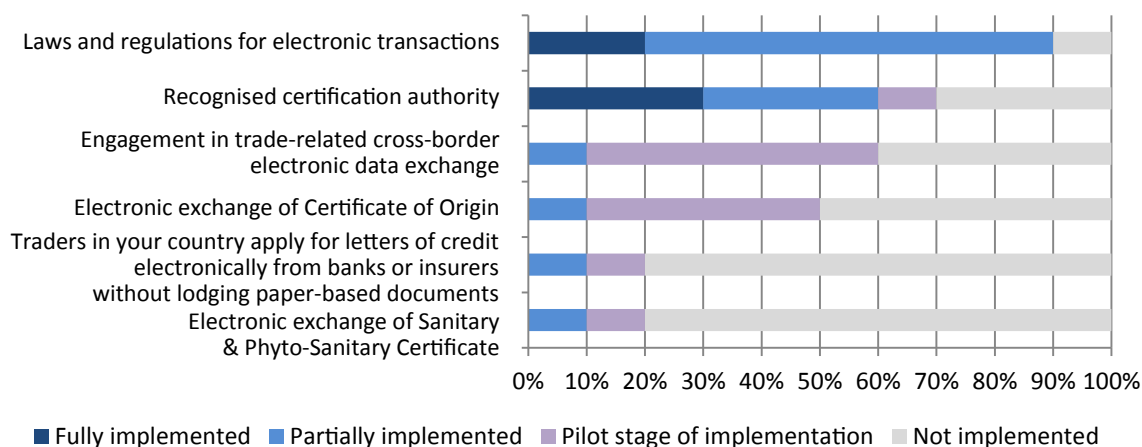 Laws and regulations for electronic transactions
Recognised certification authority
Engagement in trade-related cross-border
electronic data exchange
Electronic exchange of Certificate of Origin
Traders in your country apply for letters of credit
electronically from banks or insurers
without lodging paper-based documents
Electronic exchange of Sanitary
& Phyto-Sanitary Certificate
0% 10% 20% 30% 40% 50% 60% 70% 80% 90% 100%
Fully implemented Partially implemented Pilot stage of implementation Not implemented